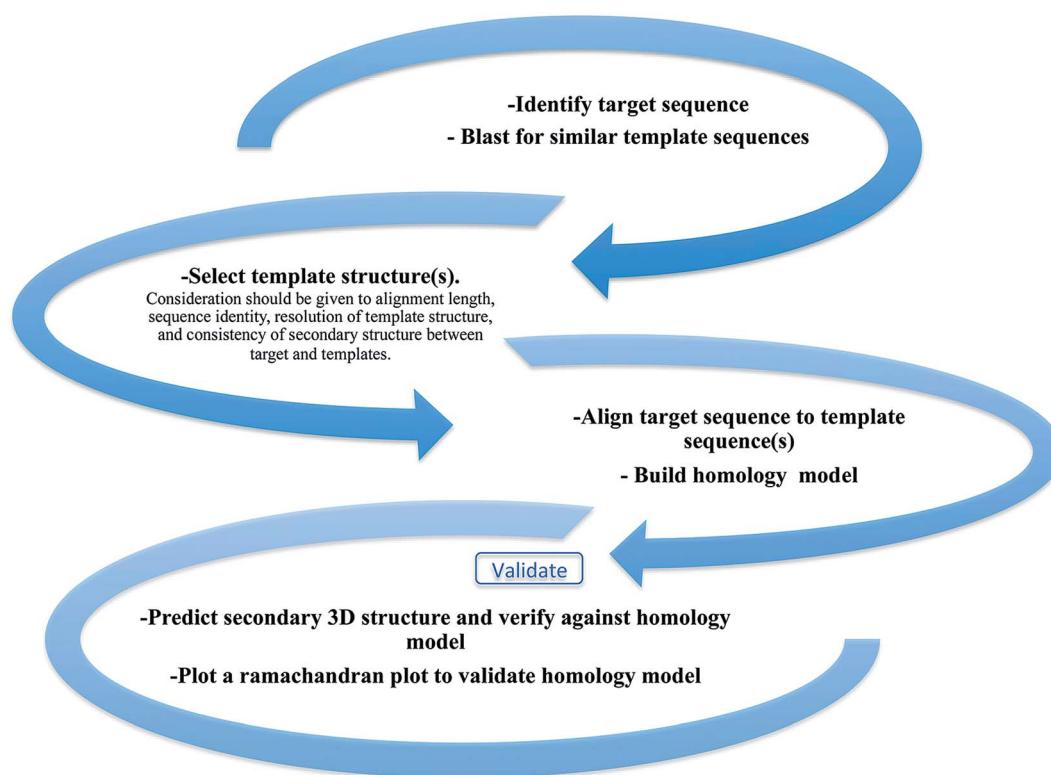 -Identify target sequence
- Blast for similar template sequences
-Select template structure(s).
Consideration should be given to alignment length,
sequence identity, resolution of template structure,
and consistency of secondary structure between
target and templates.
-Align target sequence to template
sequence(s)
- Build homology model
Validate
-Predict secondary 3D structure and verify against homology
model
-Plot a ramachandran plot to validate homology model